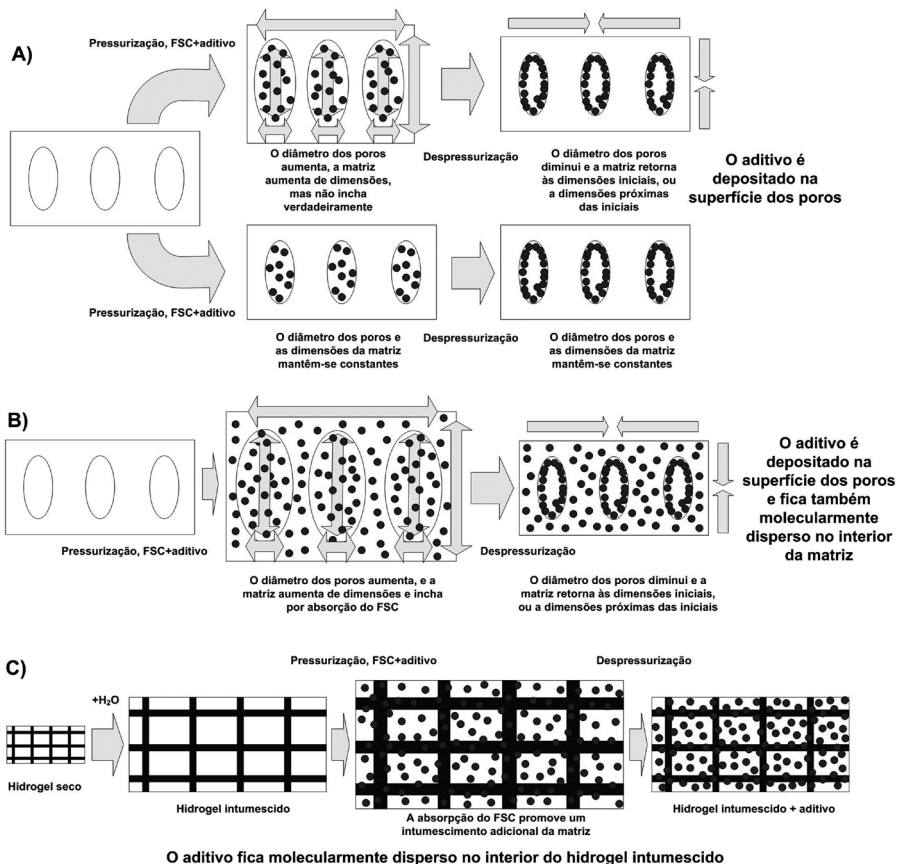 A)
Pressurização, FSC+aditivo
O diâmetro dos poros
aumenta, a matriz
aumenta de dimensões,
mas não incha
verdadeiramente
Despressurização
O diâmetro dos poros
diminui e a matriz retorna
às dimensões iniciais, ou
a dimensões próximas
das iniciais
O aditivo é
depositado na
superfície dos poros
Pressurização, FSC+aditivo
O diâmetro dos poros e
as dimensões da matriz
mantêm-se constantes
Despressurização
O diâmetro dos poros e
as dimensões da matriz
mantêm-se constantes
B)
Pressurização, FSC+aditivo
O diâmetro dos poros aumenta, e a
matriz aumenta de dimensões e incha
por absorção do FSC
Despressurização
O diâmetro dos poros diminui e a
matriz retorna às dimensões iniciais,
ou a dimensões próximas das iniciais
O aditivo é
depositado na
superfície dos poros
e fica também
molecularmente
disperso no interior
da matriz
C)
Pressurização, FSC+aditivo
Despressurização
+H₂O
Hidrogel seco
Hidrogel intumescido
A absorpção do FSC promove um
intumescimento adicional da matriz
Hidrogel intumescido + aditivo
O aditivo fica molecularmente disperso no interior do hidrogel intumescido